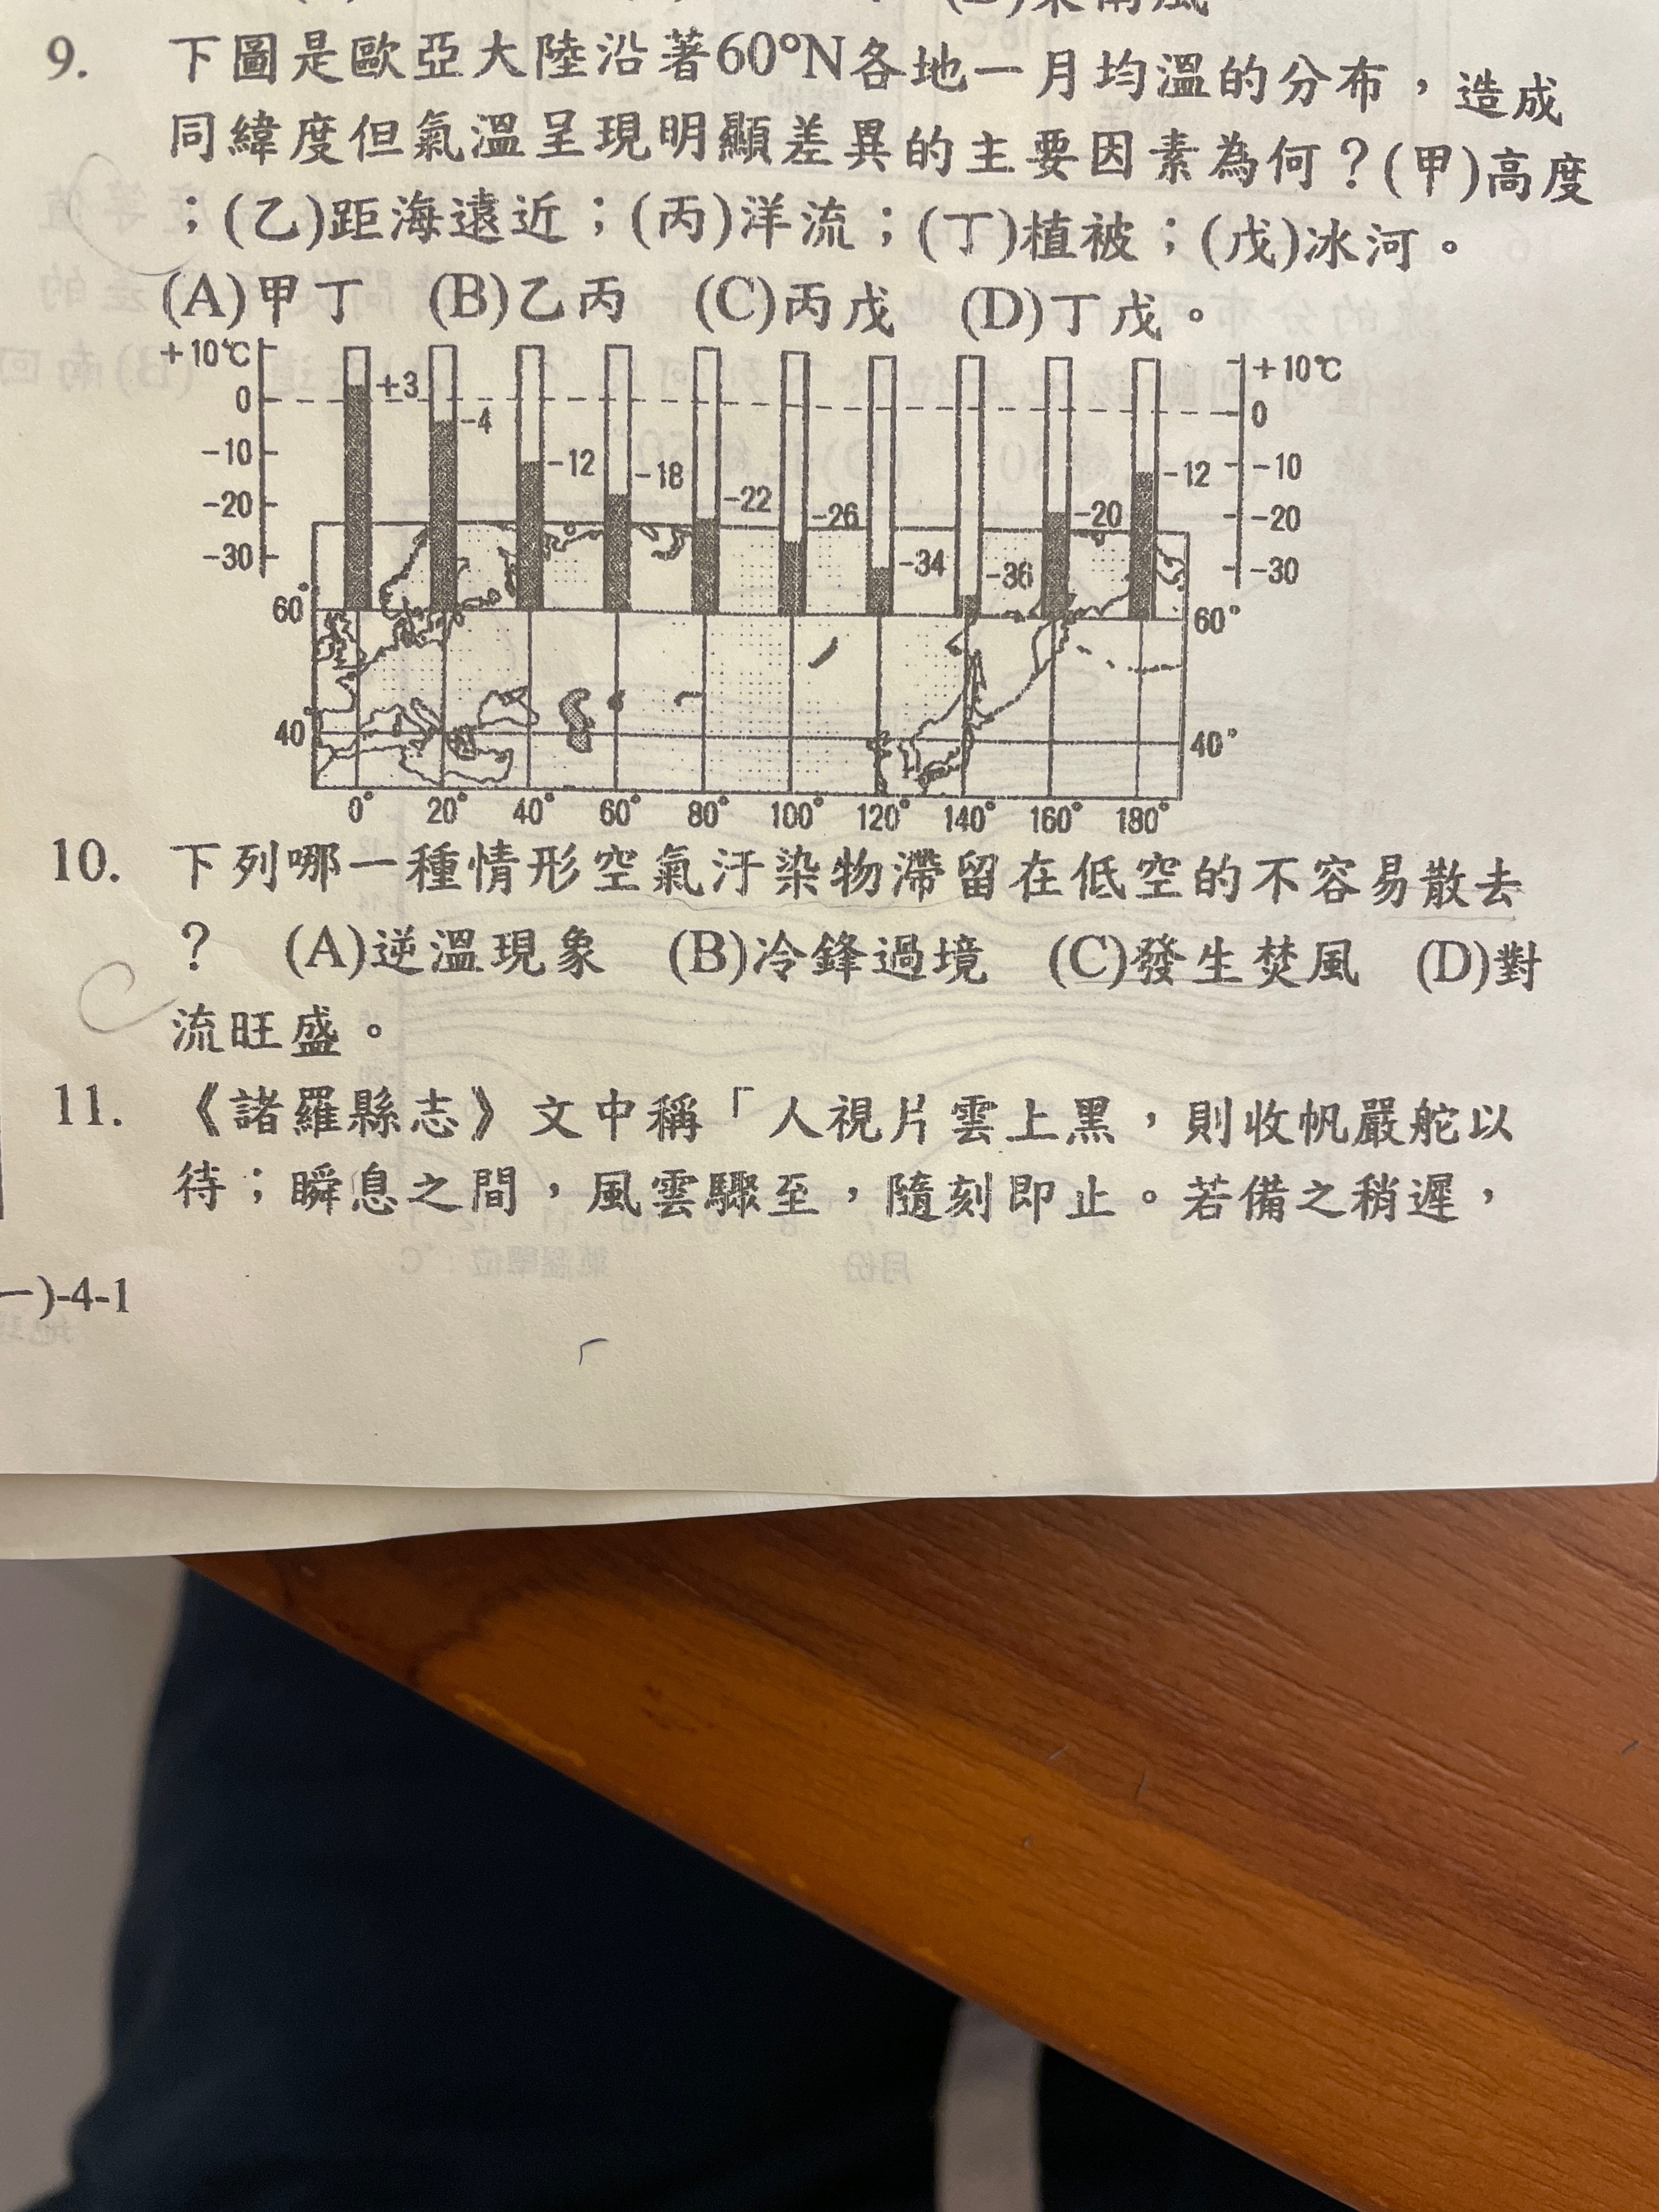 9. 下圖是歐亞大陸沿著60°N各地一月均溫的分布，造成
同緯度但氣溫呈現明顯差異的主要因素為何？(甲)高度
；(乙)距海遠近；(丙)洋流；(丁)植被；(戊)冰河。
(A)甲丁 (B)乙丙 (C)丙戊 (D)丁戊。
+10℃ +10℃
+3
0 0
-4
-10 -12 -12 -10
-18
-20 -22 -26 -20 -20
-30 -34 -36 -30
60° 60°
40° 40°
0° 20° 40° 60° 80° 100° 120° 140° 160° 180°
10. 下列哪一種情形空氣汙染物滯留在低空的不容易散去
？ (A)逆溫現象 (B)冷鋒過境 (C)發生焚風 (D)對
流旺盛。
11. 《諸羅縣志》文中稱「人視片雲上黑，則收帆嚴舵以
待；瞬息之間，風雲驟至，隨刻即止。若備之稍遲，
一)-4-1